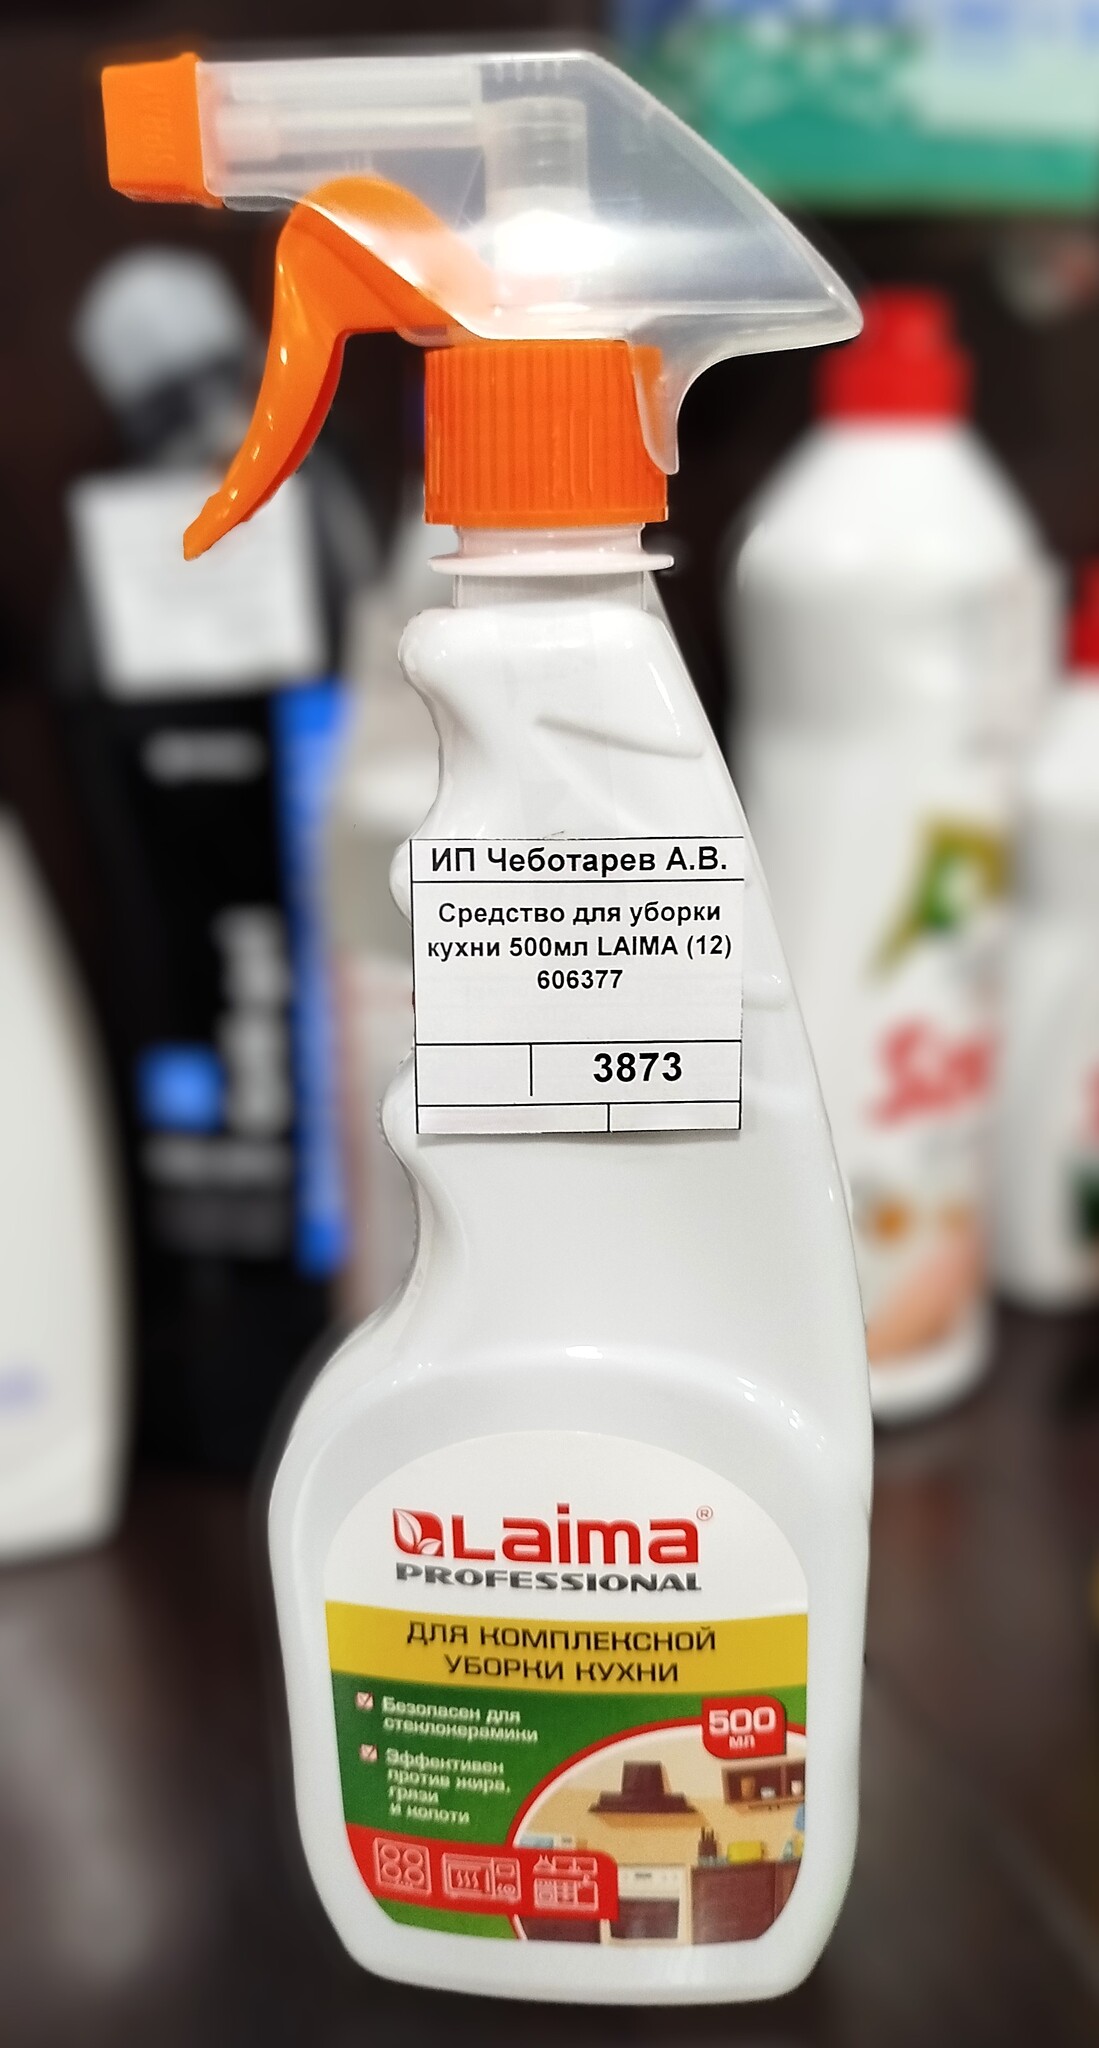 SPRAY
ИП Чеботарев А.В.
Средство для уборки
кухни 500мл LAIMA (12)
606377
3873
Laima®
PROFESSIONAL
ДЛЯ КОМПЛЕКСНОЙ
УБОРКИ КУХНИ
Безопасен для
стеклокерамики
Эффективен
против жира,
грязи
и копоти
500
МЛ